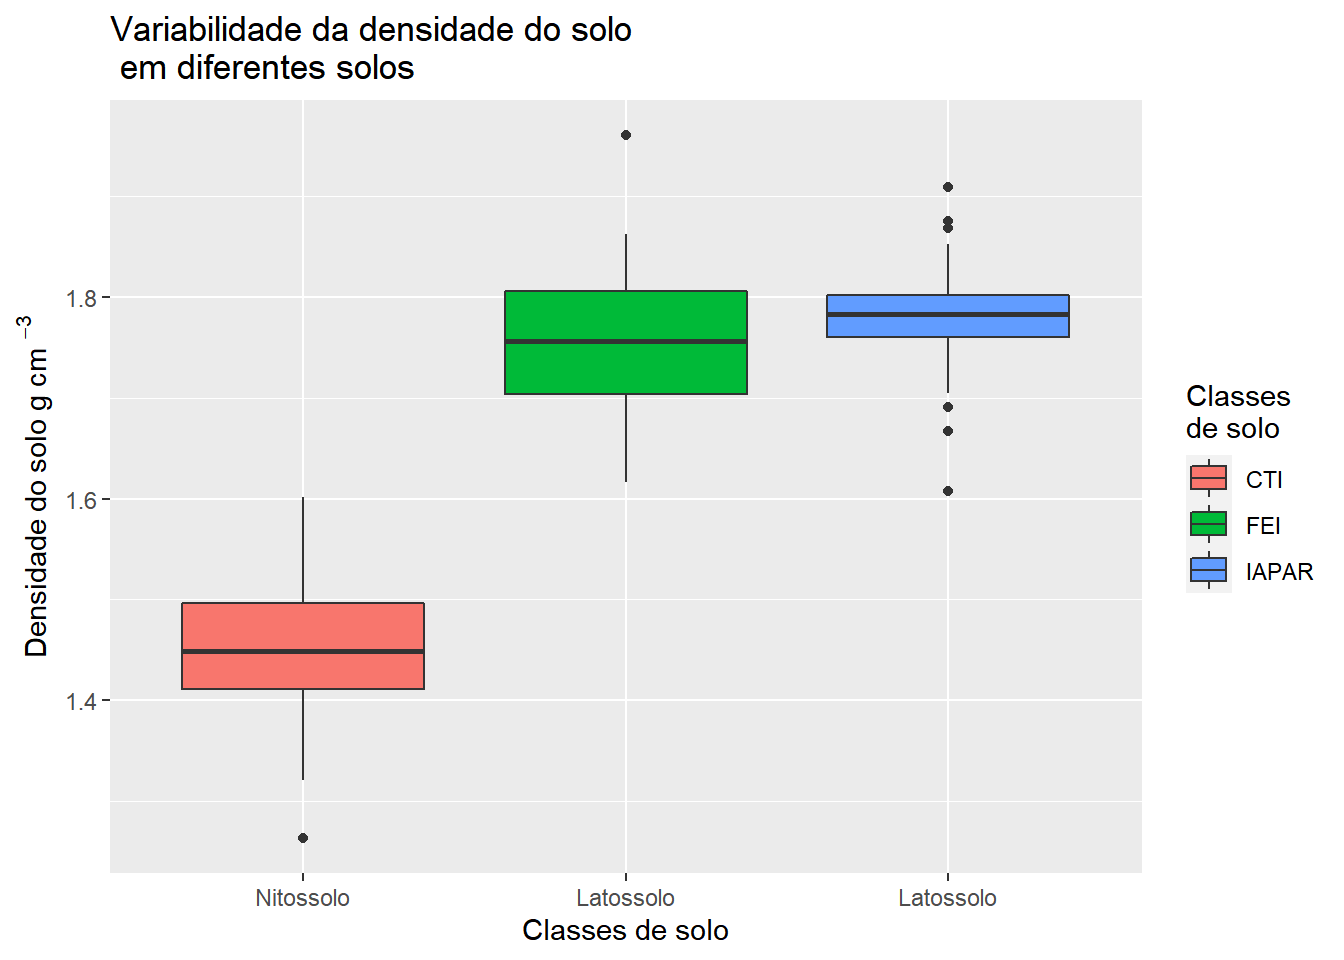 Variabilidade da densidade do solo
em diferentes solos
Densidade do solo g cm ⁻³
1.8
1.6
1.4
Nitossolo
Latossolo
Latossolo
Classes de solo
Classes
de solo
CTI
FEI
IAPAR